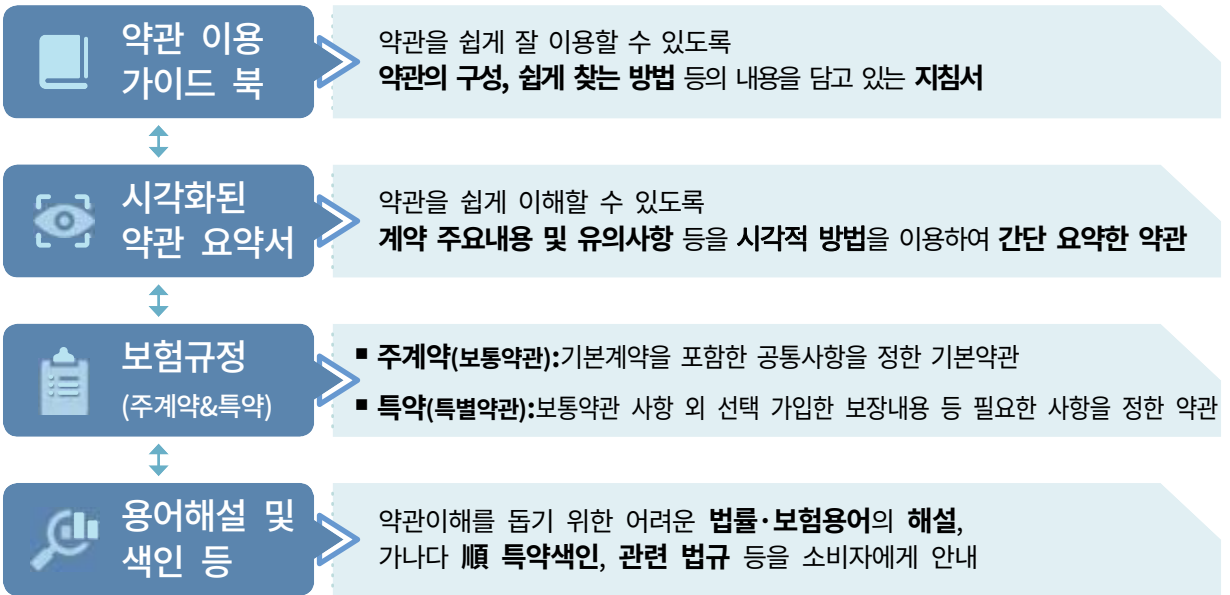 약관 이용
가이드 북
약관을 쉽게 잘 이용할 수 있도록
약관의 구성, 쉽게 찾는 방법 등의 내용을 담고 있는 지침서
시각화된
약관 요약서
약관을 쉽게 이해할 수 있도록
계약 주요내용 및 유의사항 등을 시각적 방법을 이용하여 간단 요약한 약관
보험규정
(주계약&특약)
▪ 주계약(보통약관):기본계약을 포함한 공통사항을 정한 기본약관
▪ 특약(특별약관):보통약관 사항 외 선택 가입한 보장내용 등 필요한 사항을 정한 약관
용어해설 및
색인 등
약관이해를 돕기 위한 어려운 법률·보험용어의 해설,
가나다 順 특약색인, 관련 법규 등을 소비자에게 안내